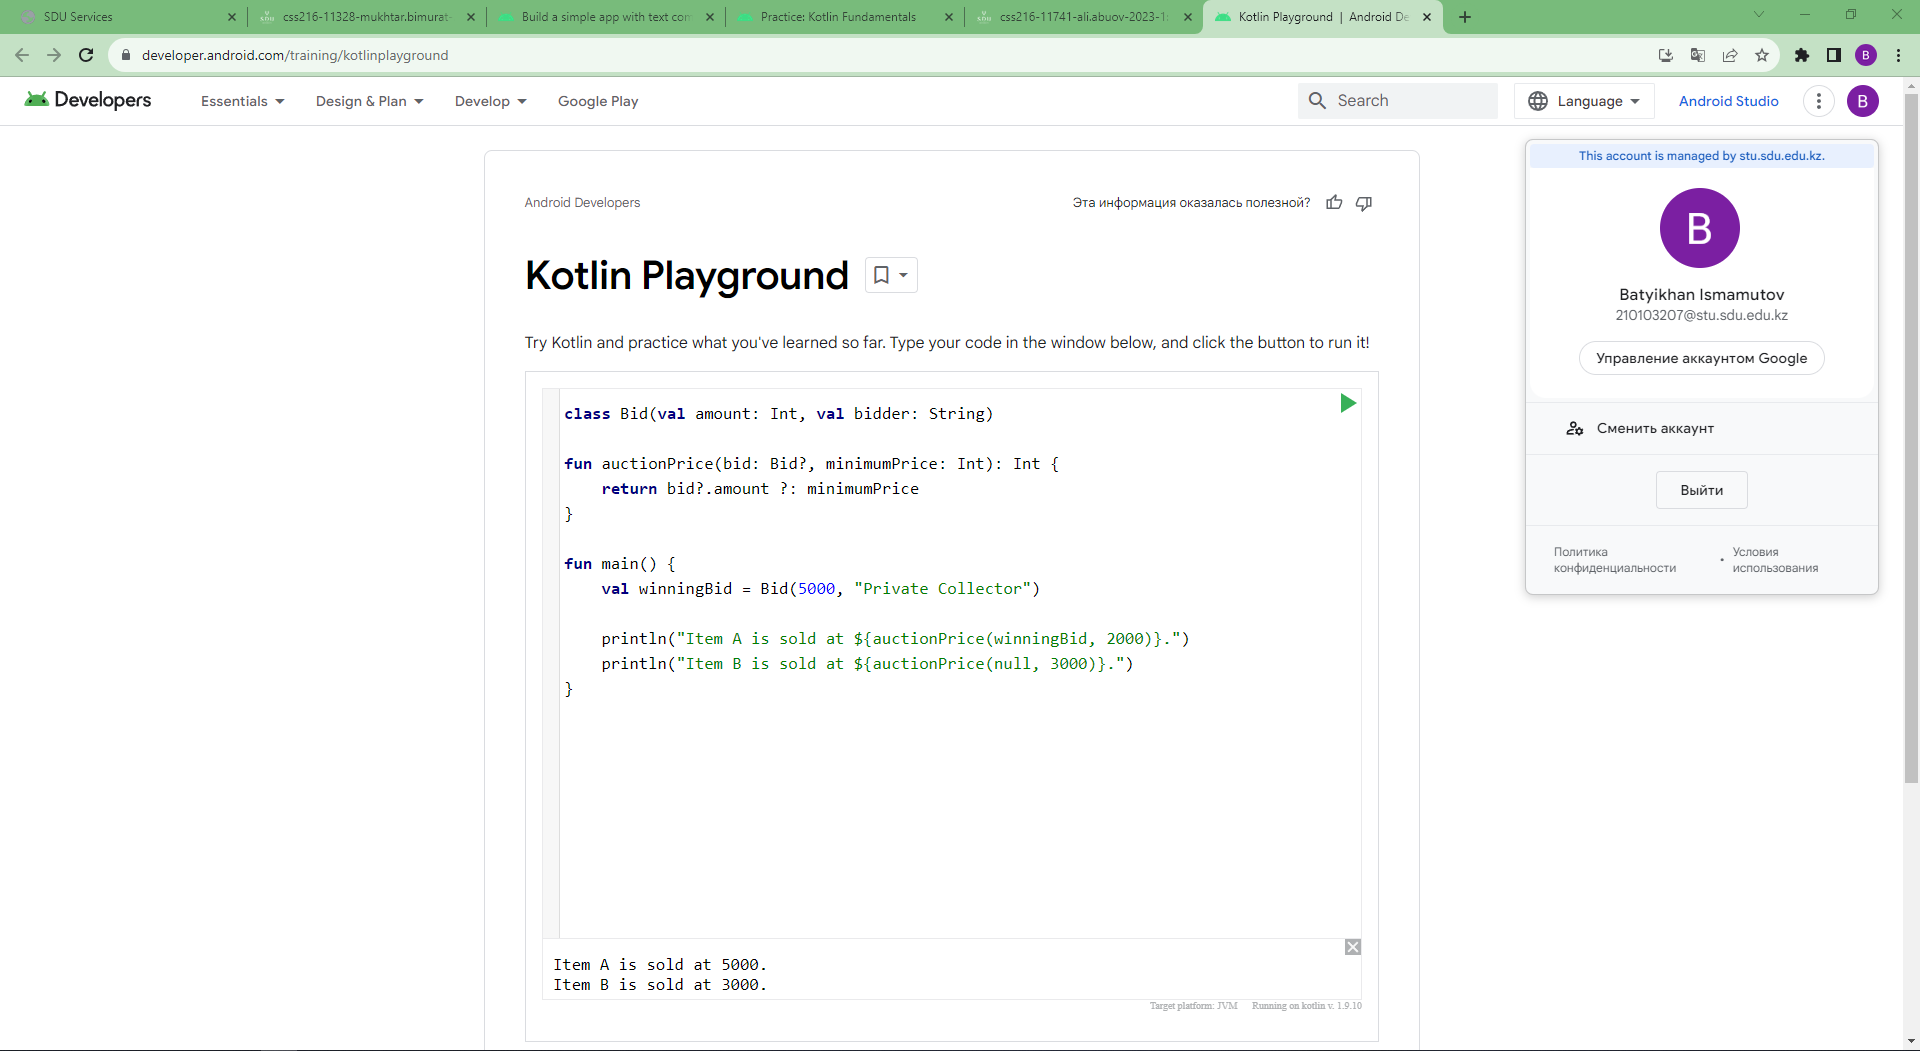 SDU Services
css216-11328-mukhtar.bimurat-
Build a simple app with text com
Practice: Kotlin Fundamentals
css216-11741-ali.abuov-2023-1
Kotlin Playground | Android De
developer.android.com/training/kotlinplayground
B
Developers
Essentials
Design & Plan
Develop
Google Play
Search
Language
Android Studio
B
This account is managed by stu.sdu.edu.kz.
B
Batyikhan Ismamutov
210103207@stu.sdu.edu.kz
Управление аккаунтом Google
Сменить аккаунт
Выйти
Политика
конфиденциальности
·
Условия
использования
Android Developers
Эта информация оказалась полезной?
Kotlin Playground
Try Kotlin and practice what you've learned so far. Type your code in the window below, and click the button to run it!
class Bid(val amount: Int, val bidder: String)
fun auctionPrice(bid: Bid?, minimumPrice: Int): Int {
    return bid?.amount ?: minimumPrice
}
fun main() {
    val winningBid = Bid(5000, "Private Collector")
    println("Item A is sold at ${auctionPrice(winningBid, 2000)}.")
    println("Item B is sold at ${auctionPrice(null, 3000)}.")
}
Item A is sold at 5000.
Item B is sold at 3000.
Target platform: JVM Running on kotlin v. 1.9.10